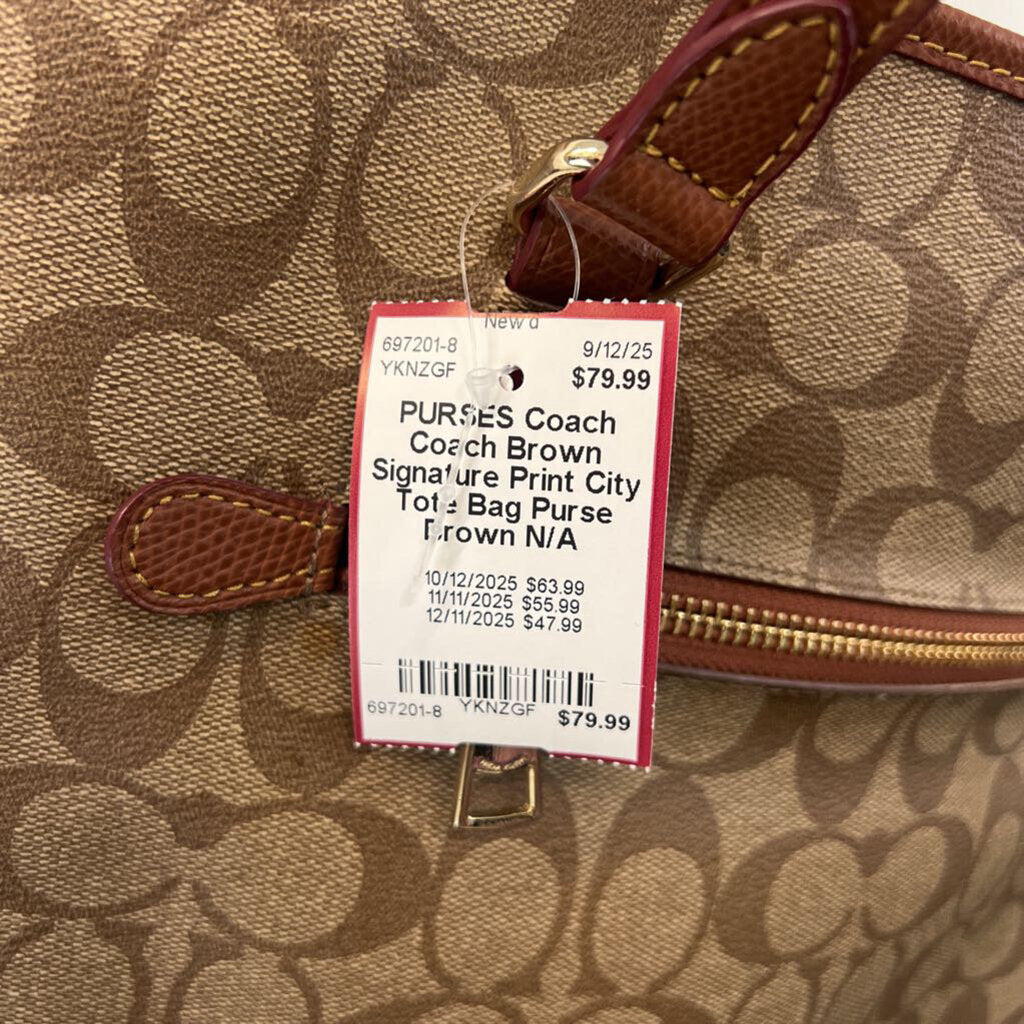 New
697201-8 9/12/25
YKNZGF $79.99
PURSES Coach
Coach Brown
Signature Print City
Tote Bag Purse
Brown N/A
10/12/2025 $63.99
11/11/2025 $55.99
12/11/2025 $47.99
697201-8 YKNZGF $79.99